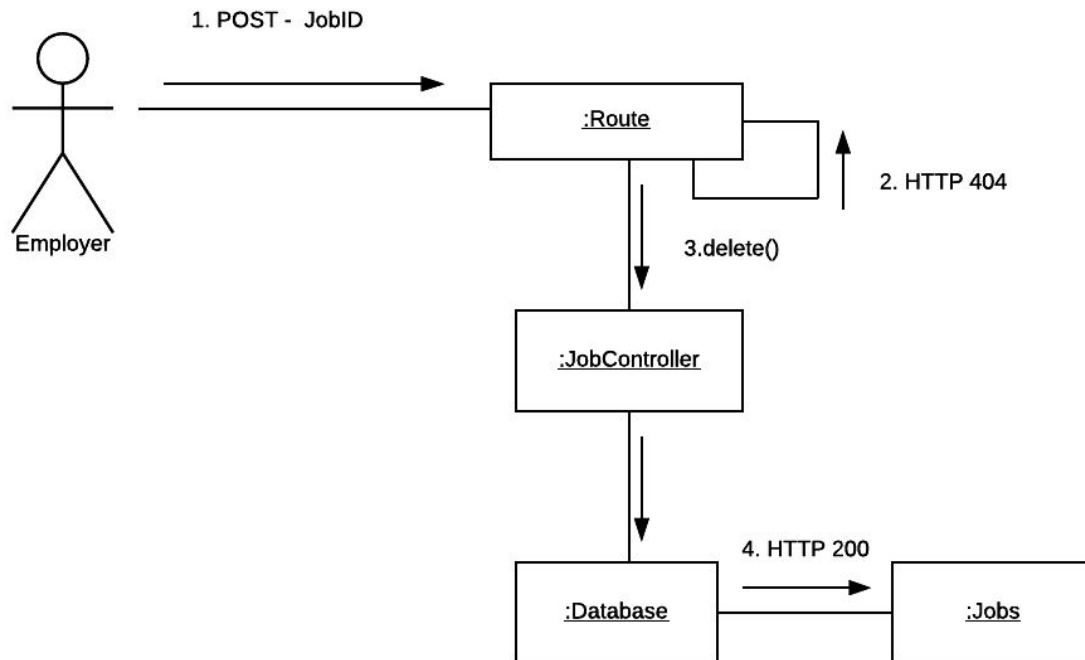 1. POST - JobID
:Route
2. HTTP 404
Employer
3.delete()
:JobController
4. HTTP 200
:Database
:Jobs